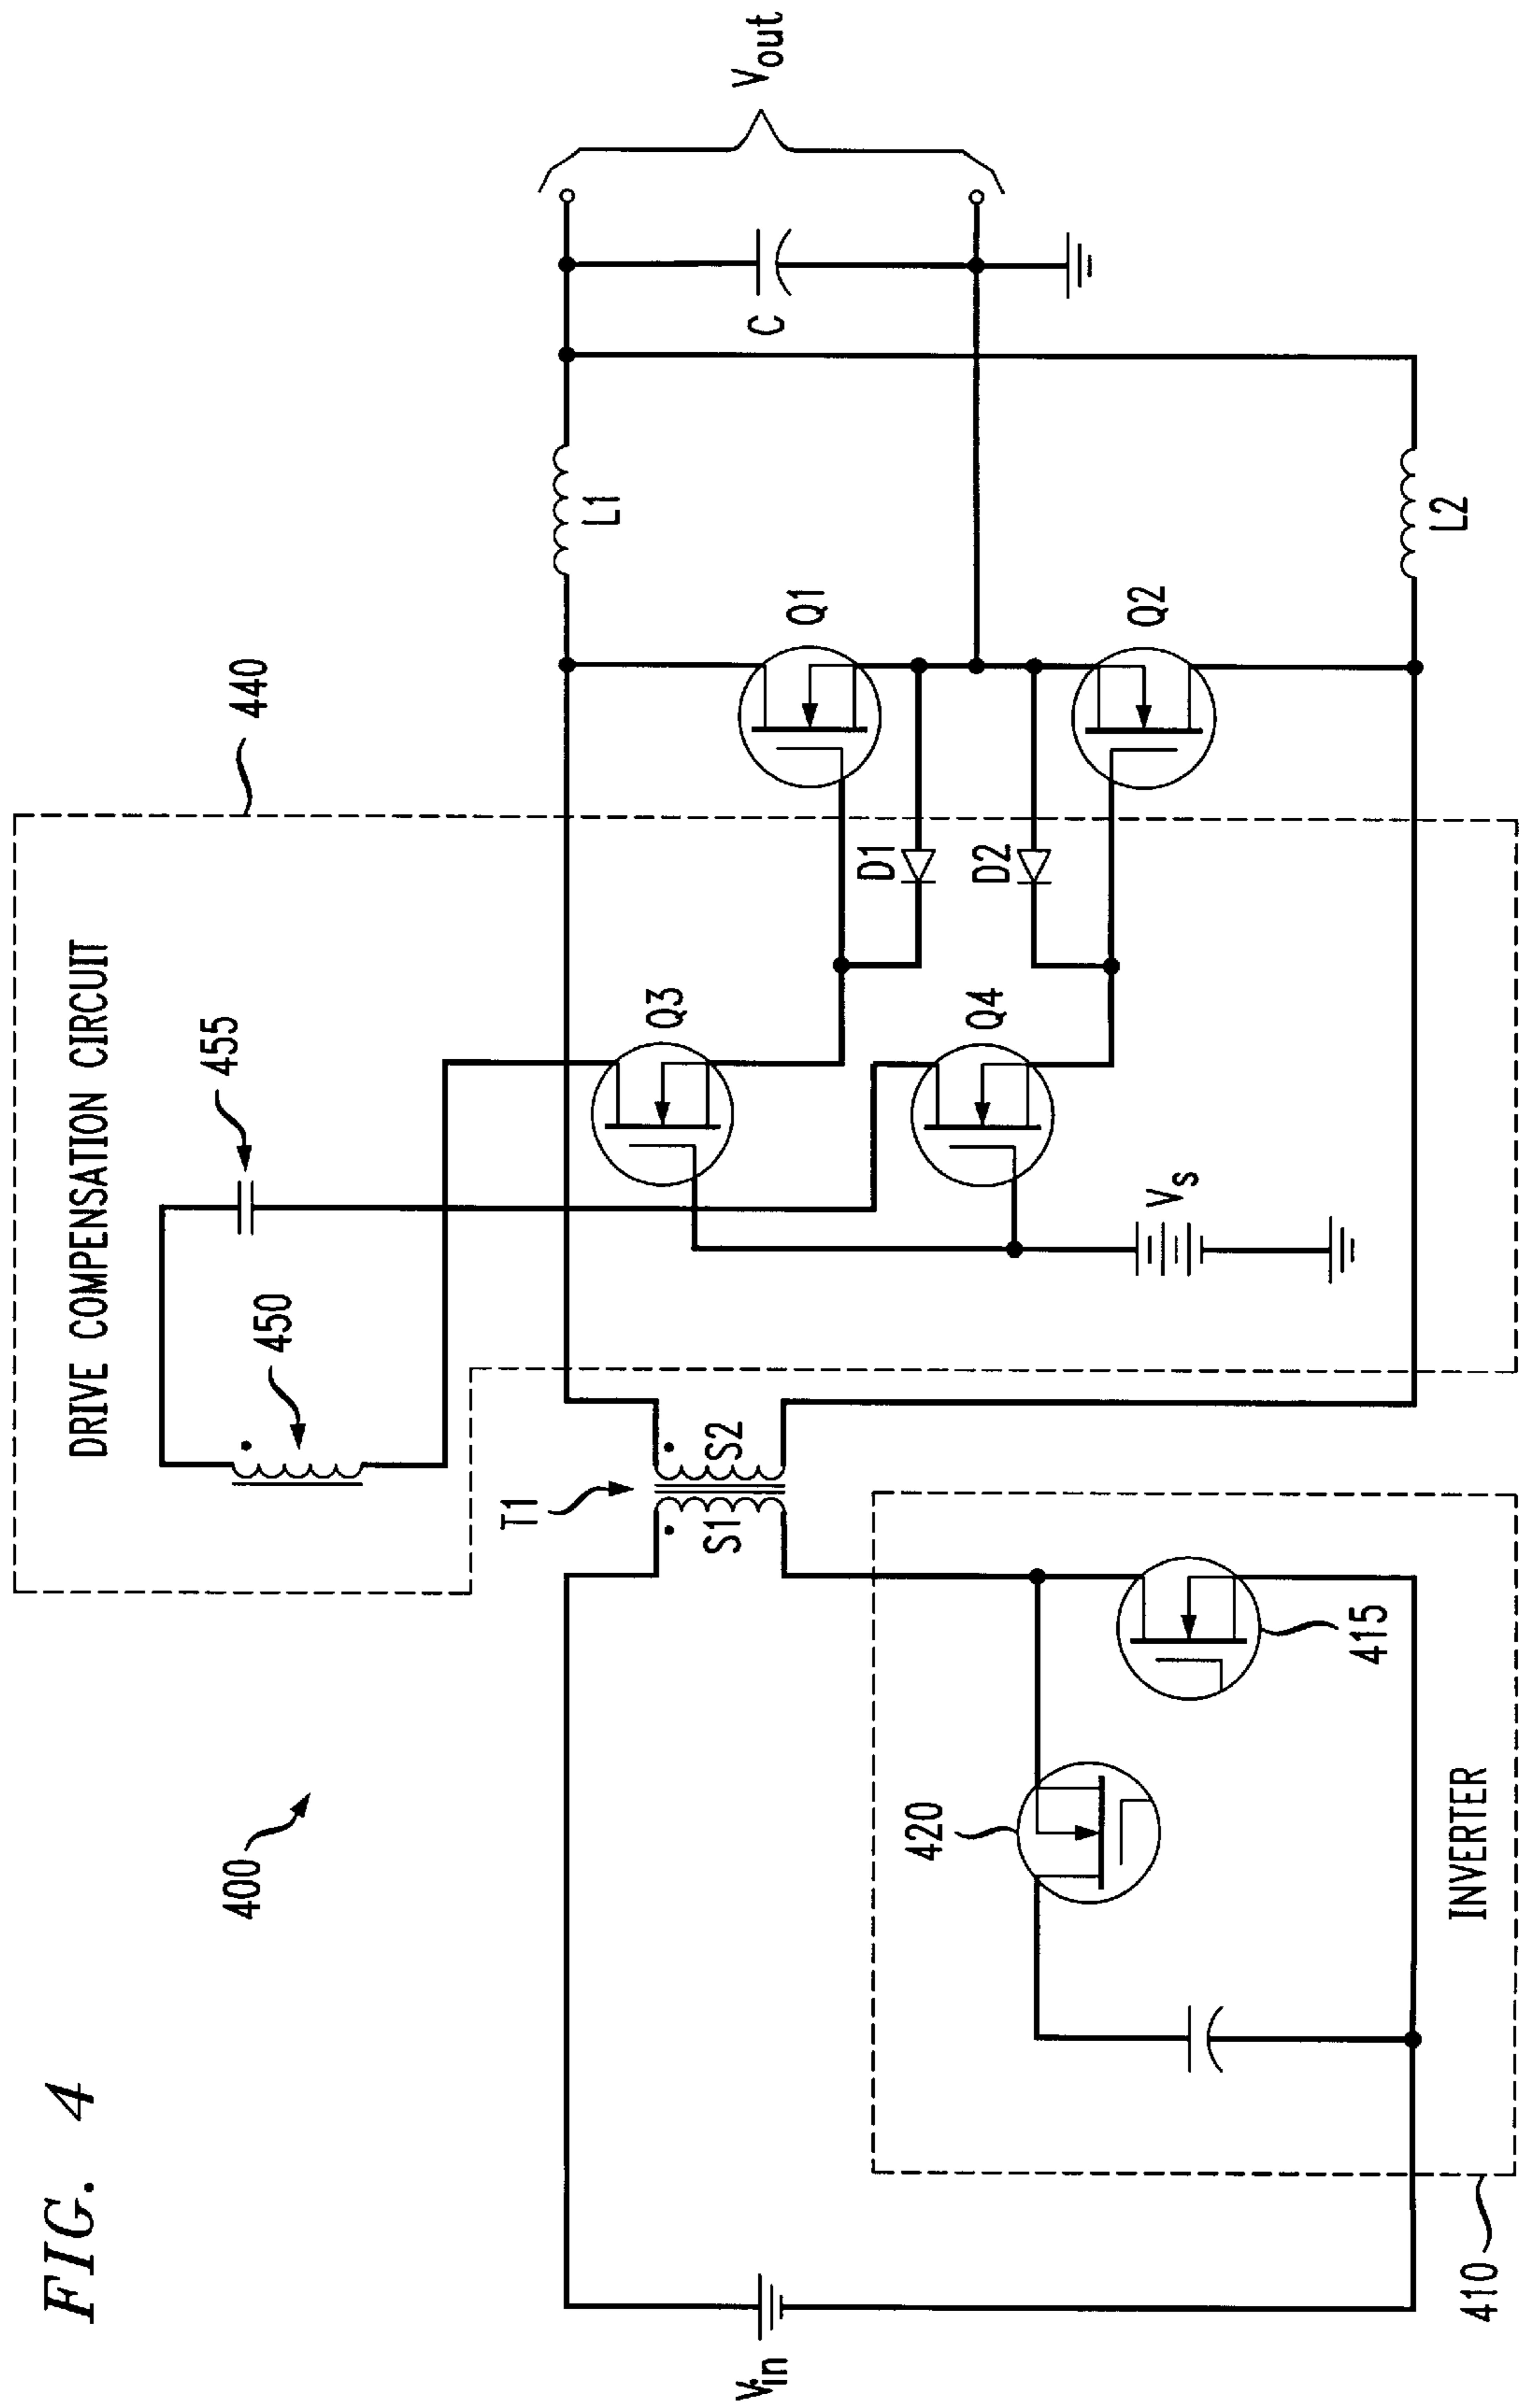 FIG. 4
400
DRIVE COMPENSATION CIRCUIT
440
450
455
T1
S1
S2
Q3
Q4
Vs
D1
D2
Q1
Q2
L1
L2
C
Vout
Vin
410
420
415
INVERTER